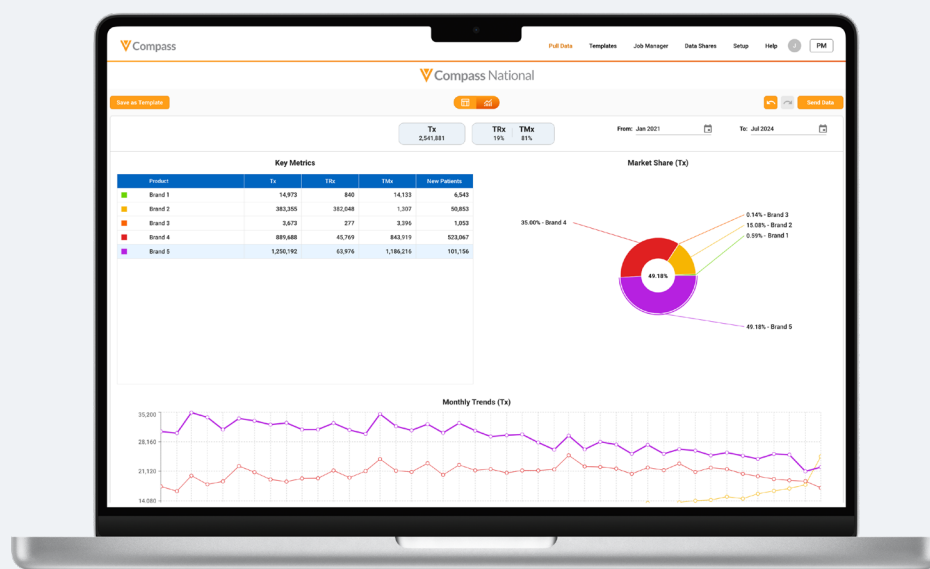 Compass
Pull Data Templates Job Manager Data Shares Setup Help J PM
Compass National
Save as Template
Send Data
Tx
2,541,881
TRx TMx
19% 81%
From: Jan 2021
To: Jul 2024
Key Metrics
Product Tx TRx TMx New Patients
Brand 1 14,973 840 14,133 6,543
Brand 2 383,355 382,048 1,307 50,853
Brand 3 3,673 277 3,396 1,053
Brand 4 889,688 45,769 843,919 523,067
Brand 5 1,250,192 63,976 1,186,216 101,156
Market Share (Tx)
0.14% - Brand 3
35.00% - Brand 4
15.08% - Brand 2
0.59% - Brand 1
49.18%
49.18% - Brand 5
Monthly Trends (Tx)
35,200
28,160
21,120
14,080